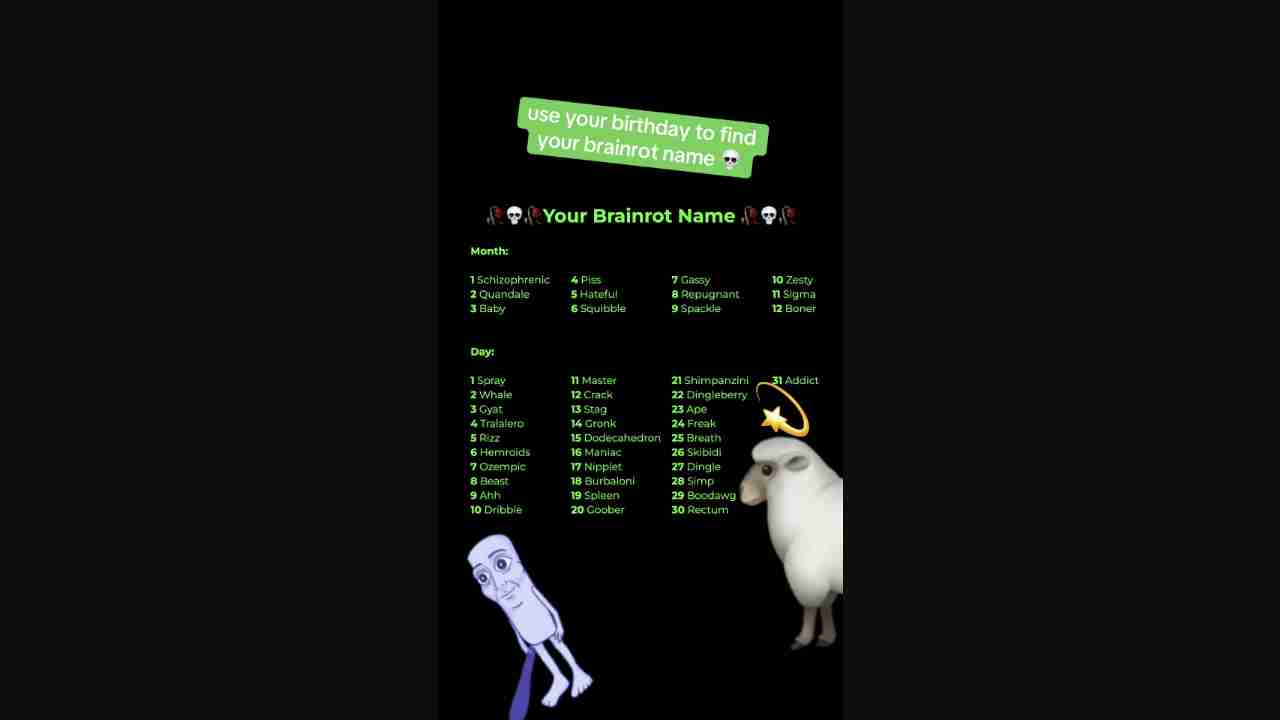 use your birthday to find
your brainrot name 💀
🥀💀🥀Your Brainrot Name 🥀💀🥀
Month:
1 Schizophrenic 4 Piss 7 Gassy 10 Zesty
2 Quandale 5 Hateful 8 Repugnant 11 Sigma
3 Baby 6 Squibble 9 Spackle 12 Boner
Day:
1 Spray 11 Master 21 Shimpanzini 31 Addict
2 Whale 12 Crack 22 Dingleberry
3 Gyat 13 Stag 23 Ape
4 Tralalero 14 Gronk 24 Freak
5 Rizz 15 Dodecahedron 25 Breath
6 Hemroids 16 Maniac 26 Skibidi
7 Ozempic 17 Nipplet 27 Dingle
8 Beast 18 Burbaloni 28 Simp
9 Ahh 19 Spleen 29 Boodawg
10 Dribble 20 Goober 30 Rectum